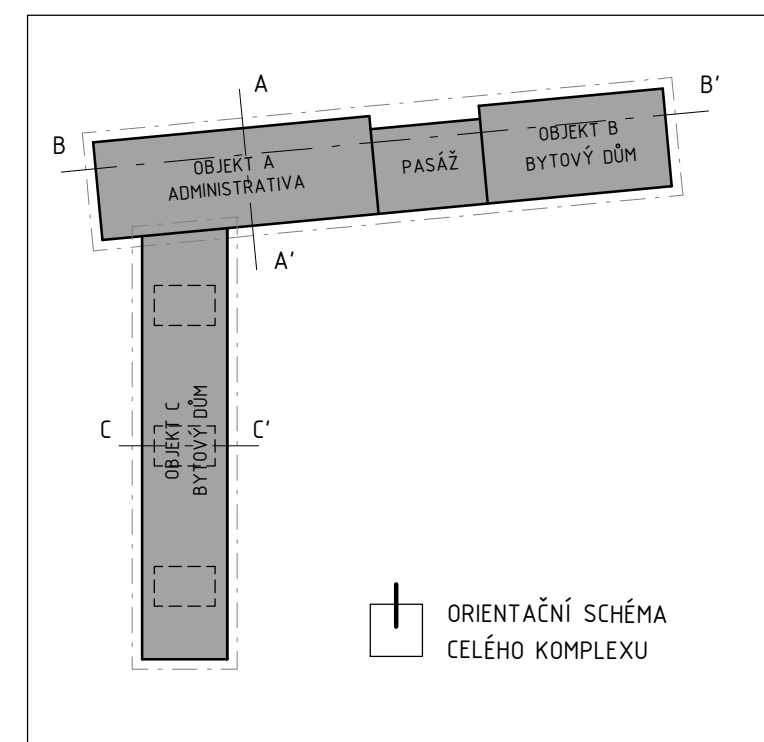 A
B'
B
OBJEKT B
BYTOVÝ DŮM
PASÁŽ
OBJEKT A
ADMINISTRATIVA
A'
C
C'
OBJEKT C
BYTOVÝ DŮM
ORIENTAČNÍ SCHÉMA
CELÉHO KOMPLEXU